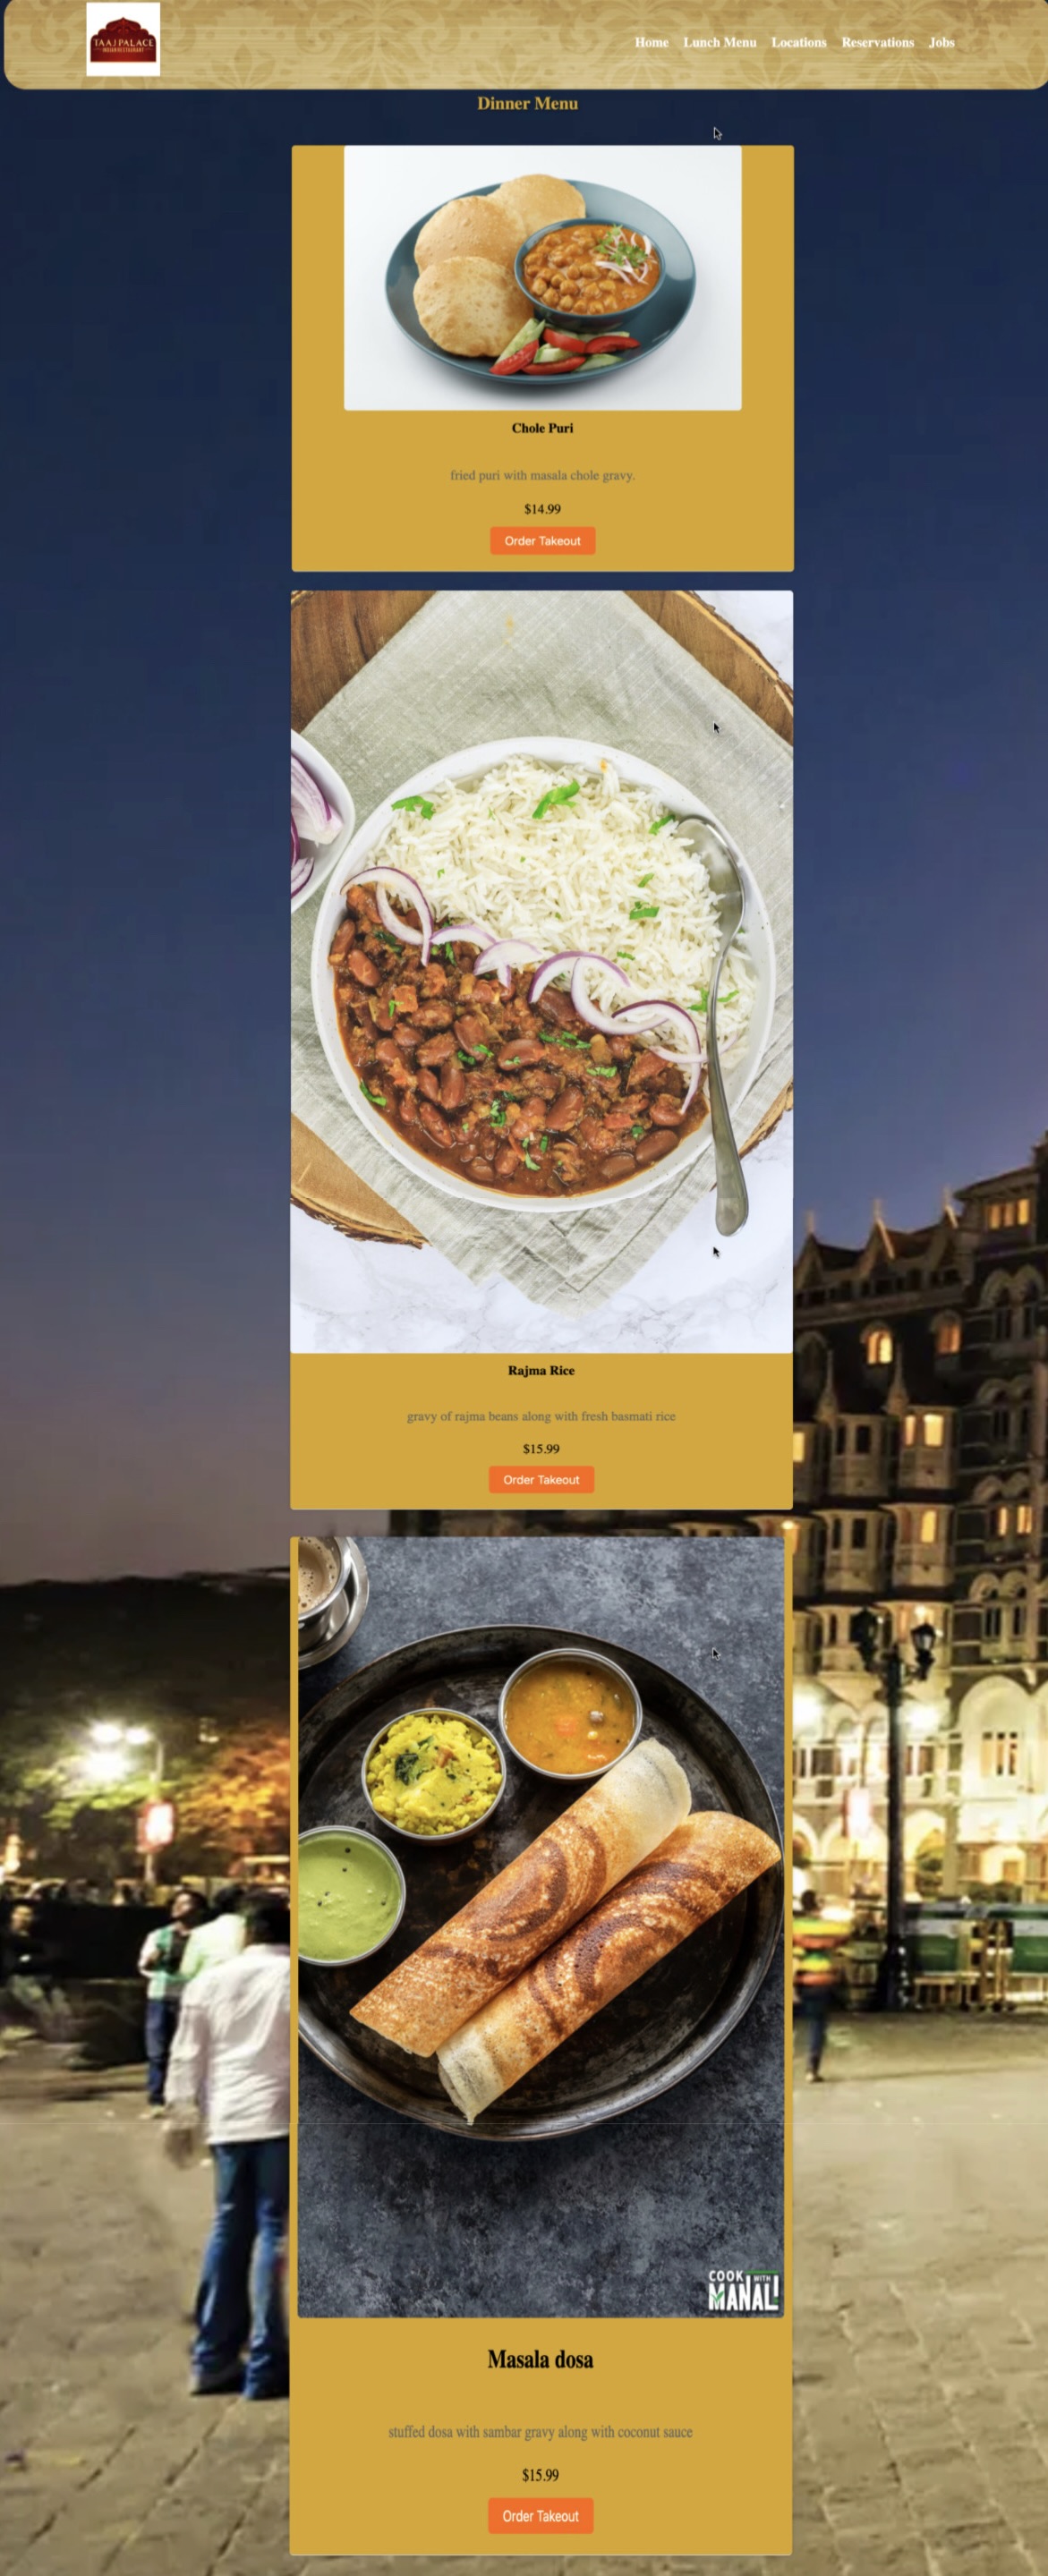 TAAJ PALACE
INDIAN RESTAURANT
Home Lunch Menu Locations Reservations Jobs
Dinner Menu
Chole Puri
fried puri with masala chole gravy.
$14.99
Order Takeout
Rajma Rice
gravy of rajma beans along with fresh basmati rice
$15.99
Order Takeout
COOK WITH
MANALI
Masala dosa
stuffed dosa with sambar gravy along with coconut sauce
$15.99
Order Takeout